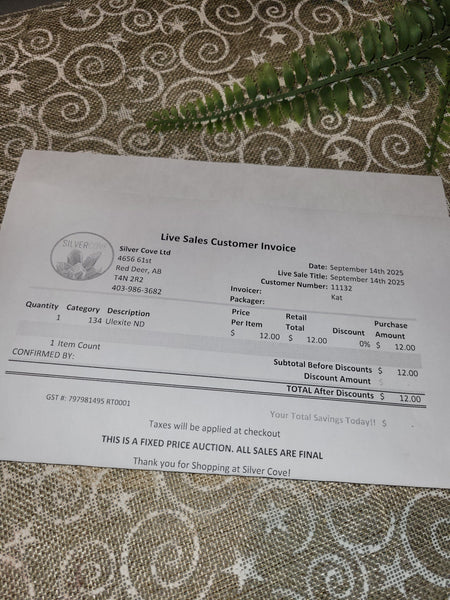 Live Sales Customer Invoice
SILVERCOVE
Silver Cove Ltd
4656 61st
Red Deer, AB
T4N 2R2
403-986-3682
Date: September 14th 2025
Live Sale Title: September 14th 2025
Customer Number: 11132
Invoicer: Kat
Packager:
Quantity Category Description Price Per Item Retail Total Discount Purchase Amount
1 134 Ulexite ND $ 12.00 $ 12.00 0% $ 12.00
1 Item Count
Subtotal Before Discounts $ 12.00
CONFIRMED BY:
Discount Amount $
TOTAL After Discounts $ 12.00
GST #: 797981495 RT0001
Your Total Savings Today!! $ -
Taxes will be applied at checkout
THIS IS A FIXED PRICE AUCTION. ALL SALES ARE FINAL
Thank you for Shopping at Silver Cove!